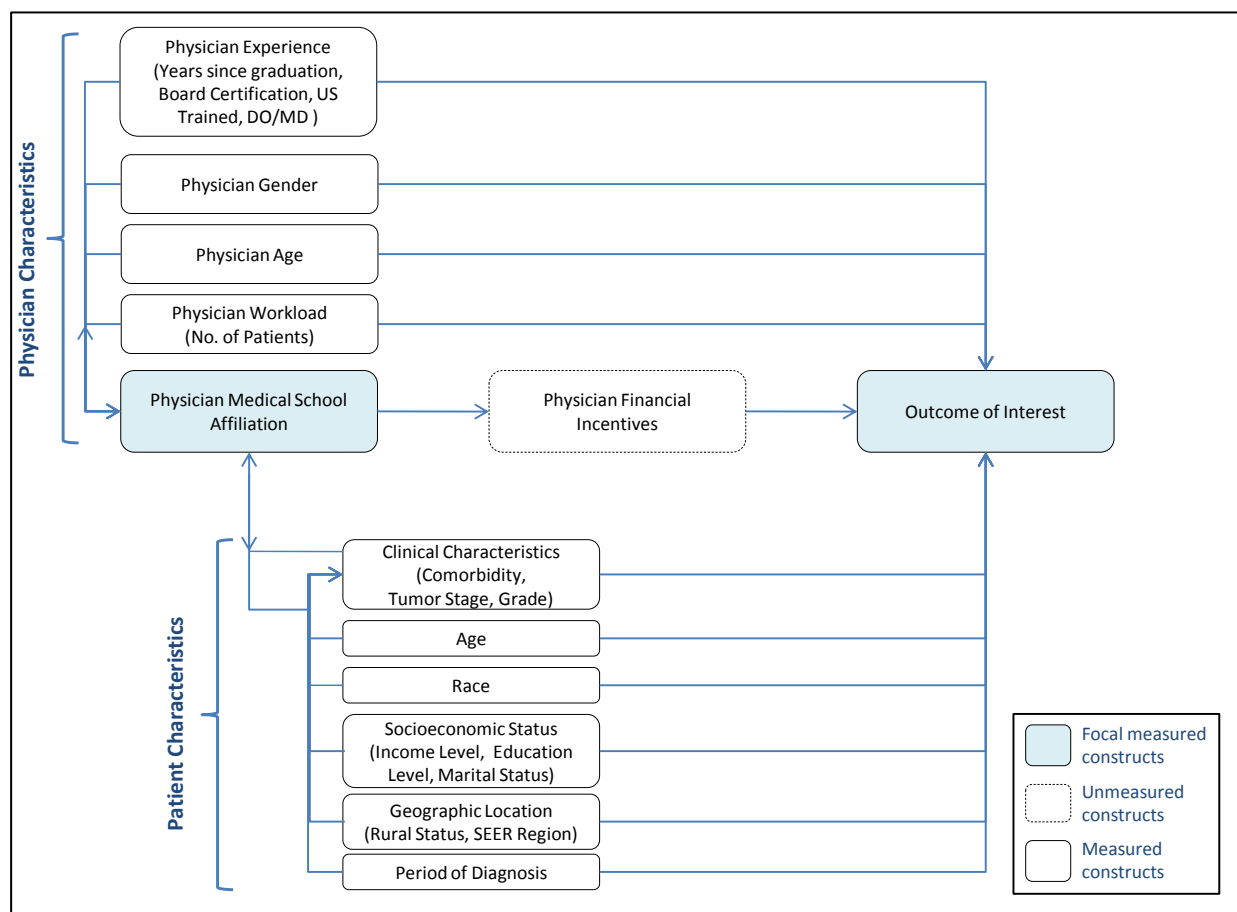 Physician Characteristics
Physician Experience
(Years since graduation,
Board Certification, US
Trained, DO/MD )
Physician Gender
Physician Age
Physician Workload
(No. of Patients)
Physician Medical School
Affiliation
Physician Financial
Incentives
Outcome of Interest
Patient Characteristics
Clinical Characteristics
(Comorbidity,
Tumor Stage, Grade)
Age
Race
Socioeconomic Status
(Income Level,  Education
Level, Marital Status)
Geographic Location
(Rural Status, SEER Region)
Period of Diagnosis
Focal measured
constructs
Unmeasured
constructs
Measured
constructs